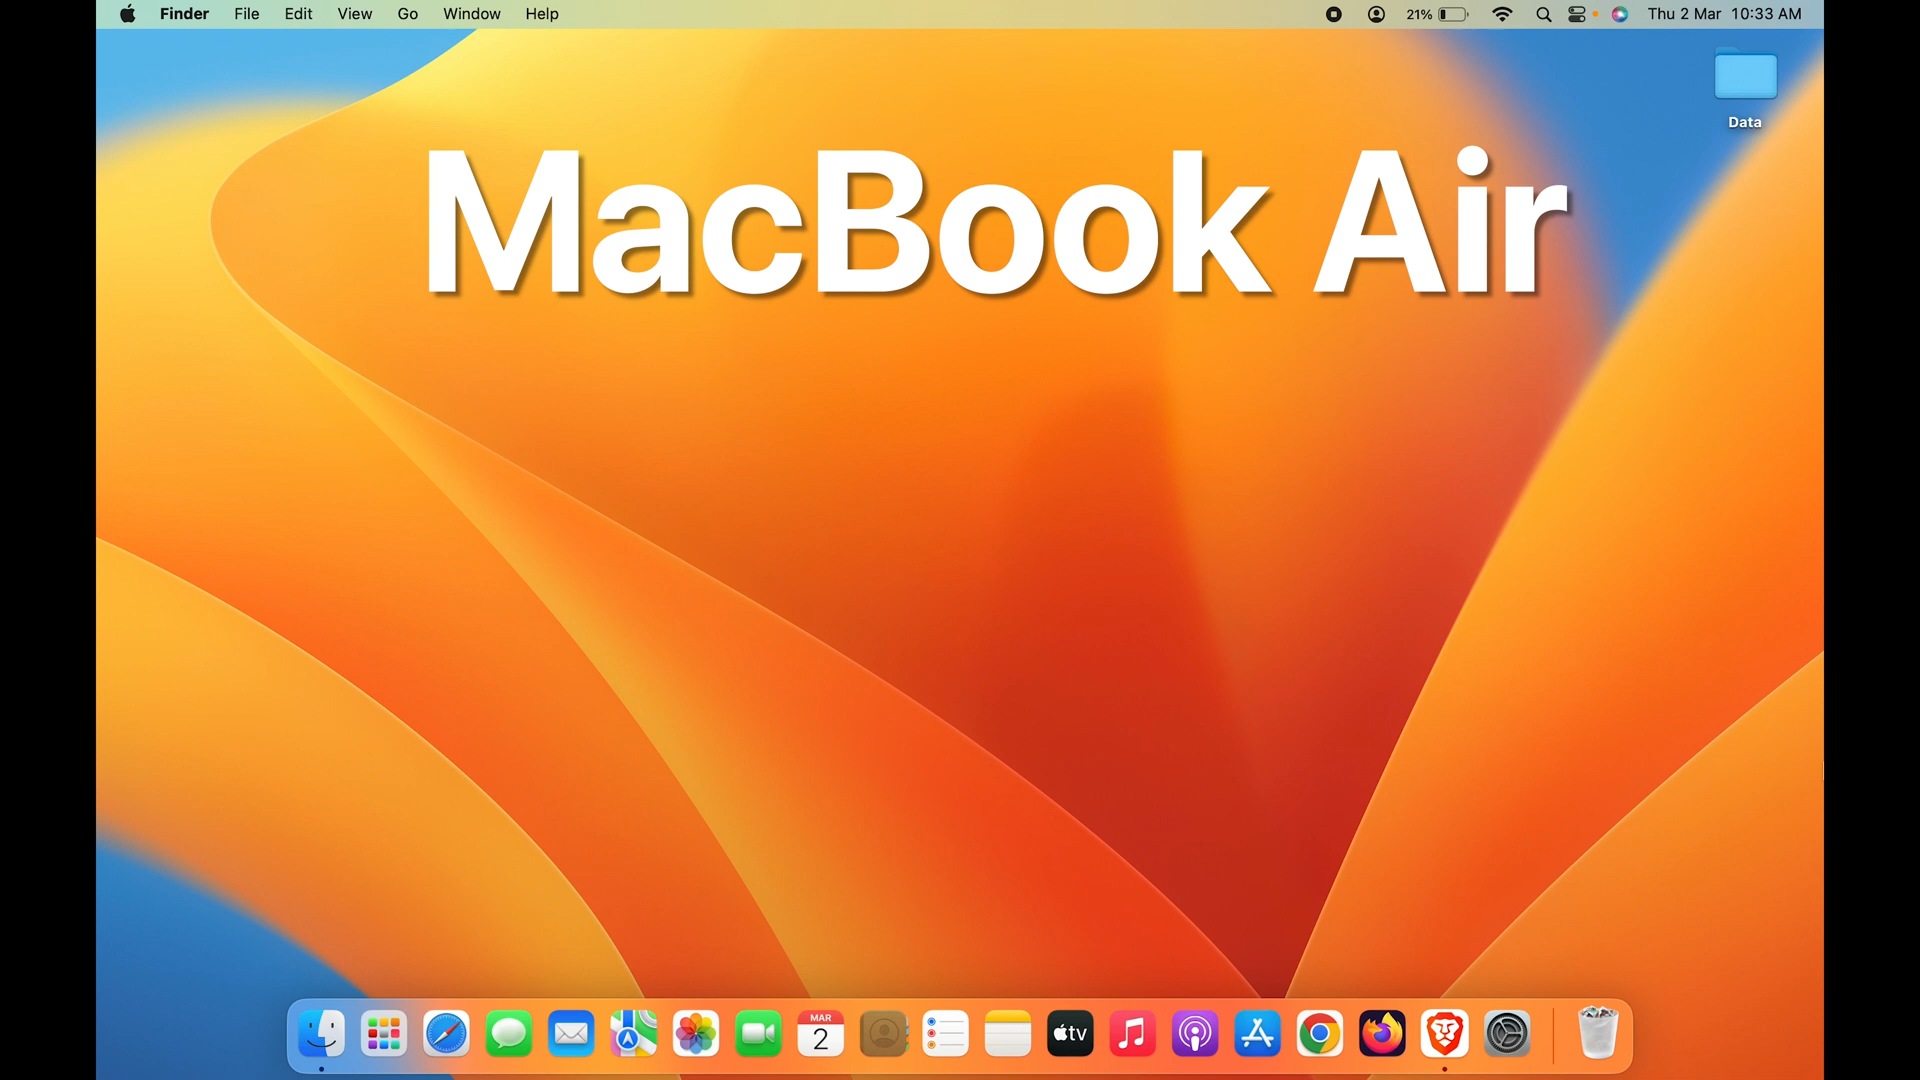 Finder File Edit View Go Window Help 21% Thu 2 Mar 10:33 AM
Data
MacBook Air
MAR
2
tv